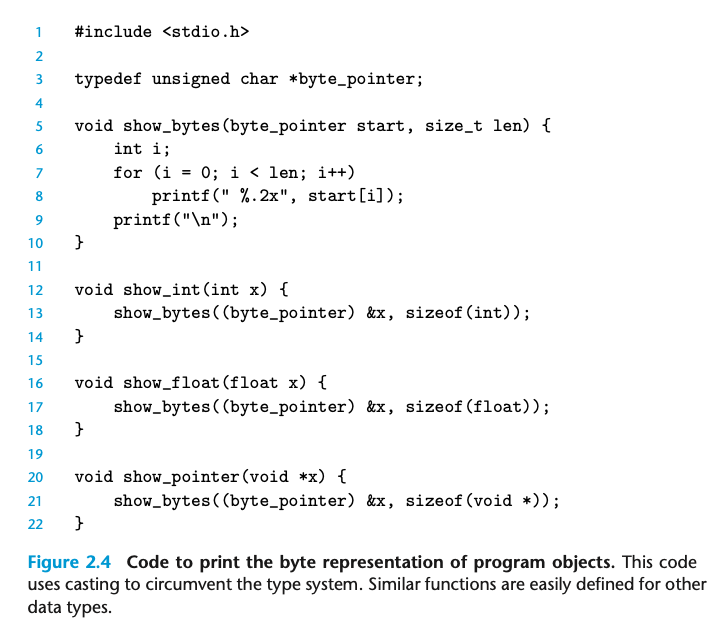 1 #include <stdio.h>
2
3 typedef unsigned char *byte_pointer;
4
5 void show_bytes(byte_pointer start, size_t len) {
6     int i;
7     for (i = 0; i < len; i++)
8         printf(" %.2x", start[i]);
9     printf("\n");
10 }
11
12 void show_int(int x) {
13     show_bytes((byte_pointer) &x, sizeof(int));
14 }
15
16 void show_float(float x) {
17     show_bytes((byte_pointer) &x, sizeof(float));
18 }
19
20 void show_pointer(void *x) {
21     show_bytes((byte_pointer) &x, sizeof(void *));
22 }
Figure 2.4 Code to print the byte representation of program objects. This code
uses casting to circumvent the type system. Similar functions are easily defined for other
data types.